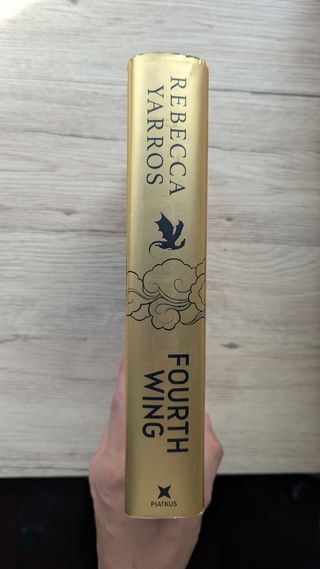 REBECCA
YARROS
FOURTH
WING
PIATKUS